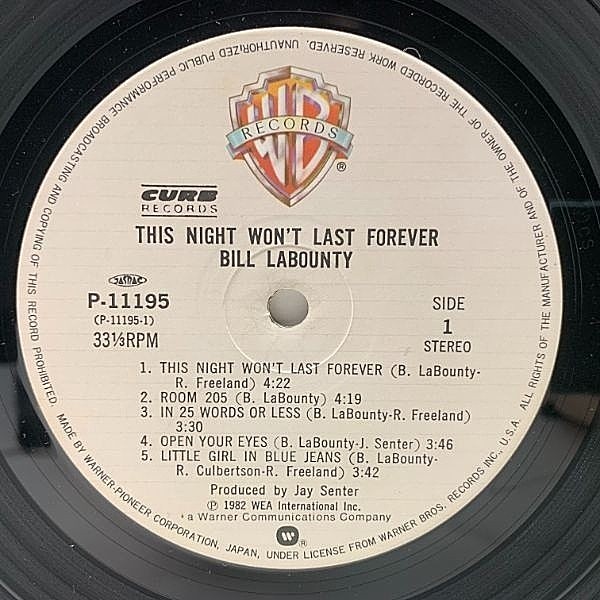 UNAUTHORIZED PUBLIC PERFORMANCE BROADCASTING AND COPYING OF THIS RECORD PROHIBITED.
ALL RIGHTS OF THE MANUFACTURER AND OF THE OWNER OF THE RECORDED WORK RESERVED.
WB
RECORDS
®
CURB
RECORDS
THIS NIGHT WON'T LAST FOREVER
BILL LABOUNTY
JASRAC
P-11195
(P-11195-1)
33⅓RPM
SIDE
1
STEREO
1. THIS NIGHT WON'T LAST FOREVER (B. LaBounty-
R. Freeland) 4:22
2. ROOM 205 (B. LaBounty) 4:19
3. IN 25 WORDS OR LESS (B. LaBounty-R. Freeland)
3:30
4. OPEN YOUR EYES (B. LaBounty-J. Senter) 3:46
5. LITTLE GIRL IN BLUE JEANS (B. LaBounty-
R. Culbertson-R. Freeland) 3:42
Produced by Jay Senter
℗ 1982 WEA International Inc.
a Warner Communications Company
®
MADE BY WARNER-PIONEER CORPORATION, JAPAN, UNDER LICENSE FROM WARNER BROS. RECORDS INC., U.S.A.